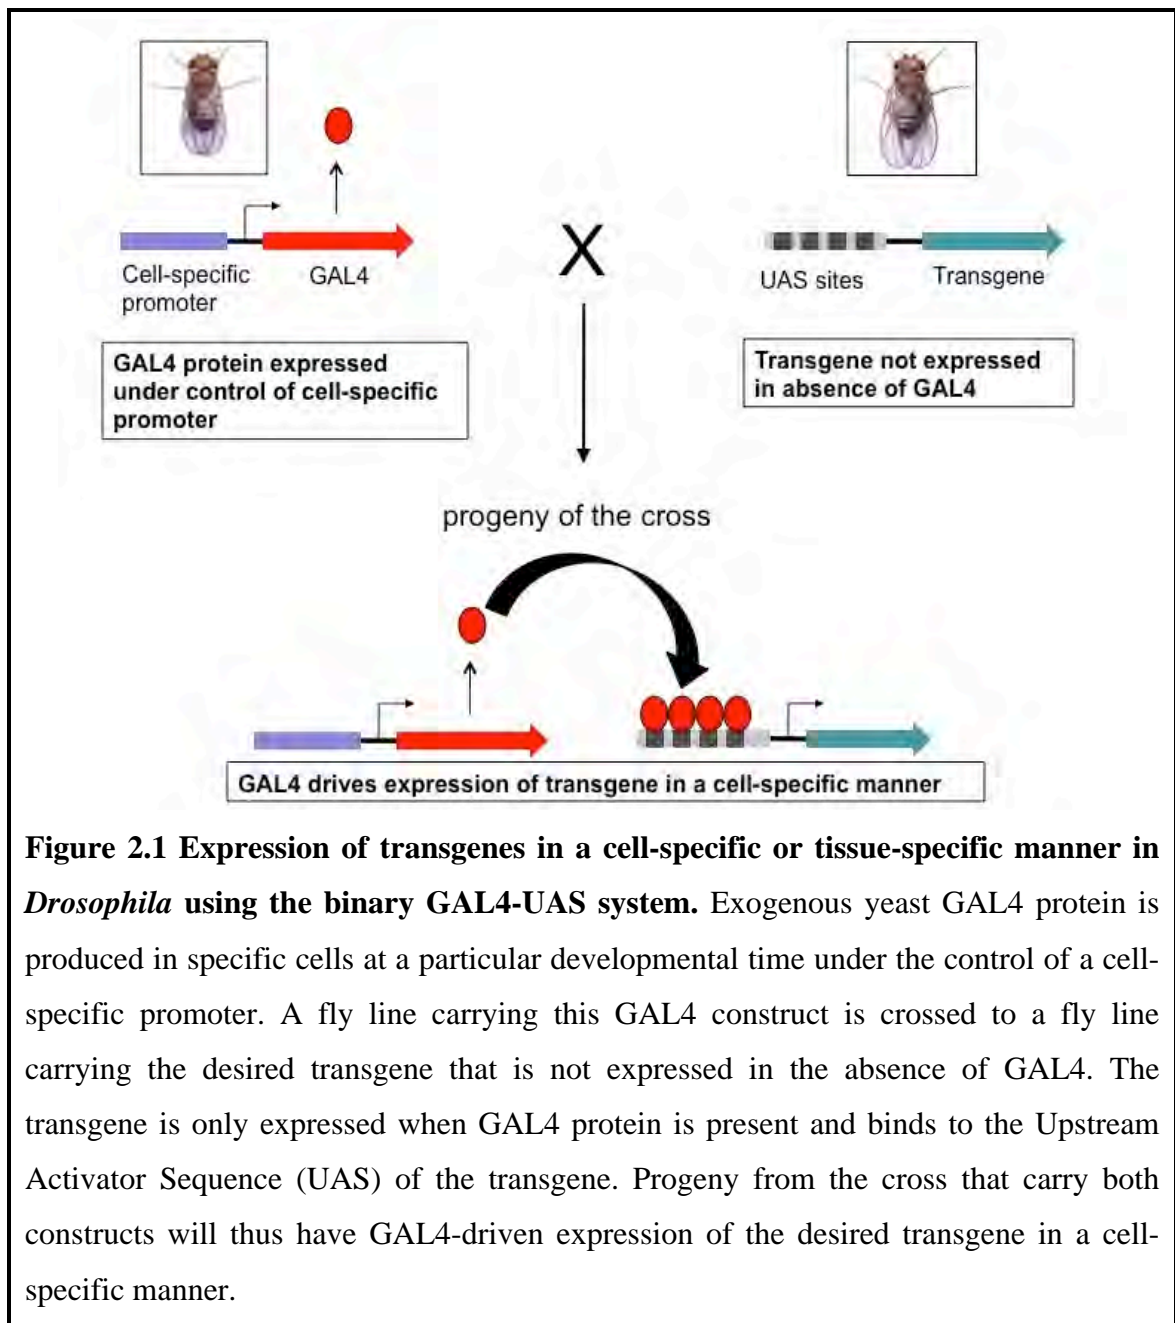 X
Cell-specific
promoter
GAL4
UAS sites
Transgene
GAL4 protein expressed
under control of cell-specific
promoter
Transgene not expressed
in absence of GAL4
progeny of the cross
GAL4 drives expression of transgene in a cell-specific manner
Figure 2.1 Expression of transgenes in a cell-specific or tissue-specific manner in
Drosophila using the binary GAL4-UAS system. Exogenous yeast GAL4 protein is
produced in specific cells at a particular developmental time under the control of a cell-
specific promoter. A fly line carrying this GAL4 construct is crossed to a fly line
carrying the desired transgene that is not expressed in the absence of GAL4. The
transgene is only expressed when GAL4 protein is present and binds to the Upstream
Activator Sequence (UAS) of the transgene. Progeny from the cross that carry both
constructs will thus have GAL4-driven expression of the desired transgene in a cell-
specific manner.